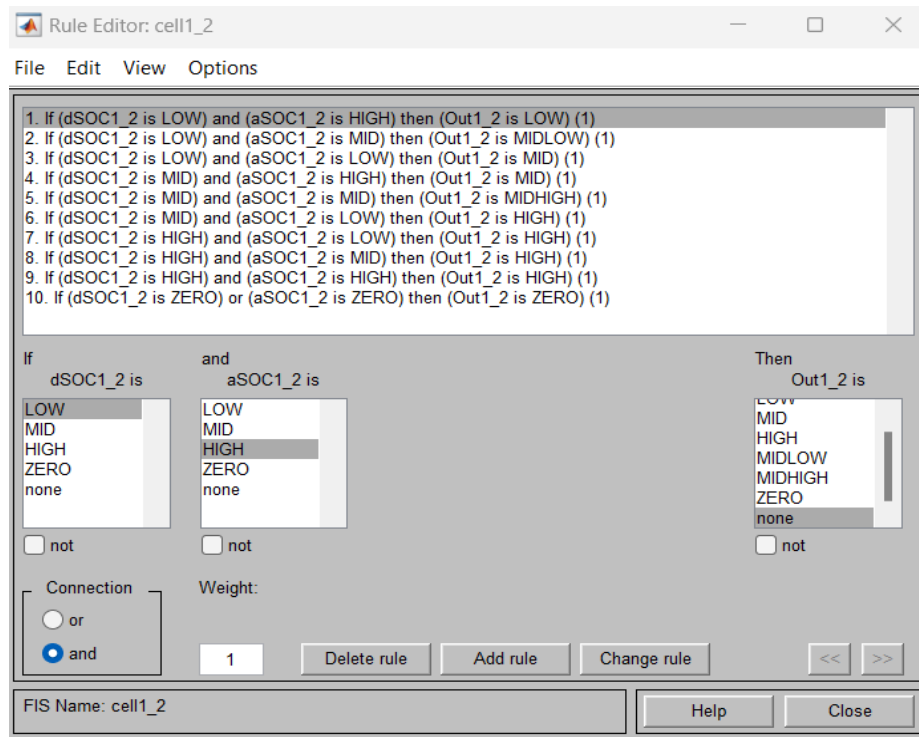 Rule Editor: cell1_2
File Edit View Options
1. If (dSOC1_2 is LOW) and (aSOC1_2 is HIGH) then (Out1_2 is LOW) (1)
2. If (dSOC1_2 is LOW) and (aSOC1_2 is MID) then (Out1_2 is MIDLOW) (1)
3. If (dSOC1_2 is LOW) and (aSOC1_2 is LOW) then (Out1_2 is MID) (1)
4. If (dSOC1_2 is MID) and (aSOC1_2 is HIGH) then (Out1_2 is MID) (1)
5. If (dSOC1_2 is MID) and (aSOC1_2 is MID) then (Out1_2 is MIDHIGH) (1)
6. If (dSOC1_2 is MID) and (aSOC1_2 is LOW) then (Out1_2 is HIGH) (1)
7. If (dSOC1_2 is HIGH) and (aSOC1_2 is LOW) then (Out1_2 is HIGH) (1)
8. If (dSOC1_2 is HIGH) and (aSOC1_2 is MID) then (Out1_2 is HIGH) (1)
9. If (dSOC1_2 is HIGH) and (aSOC1_2 is HIGH) then (Out1_2 is HIGH) (1)
10. If (dSOC1_2 is ZERO) or (aSOC1_2 is ZERO) then (Out1_2 is ZERO) (1)
If
dSOC1_2 is
LOW
MID
HIGH
ZERO
none
not
and
aSOC1_2 is
LOW
MID
HIGH
ZERO
none
not
Then
Out1_2 is
LOW
MID
HIGH
MIDLOW
MIDHIGH
ZERO
none
not
Connection
or
and
Weight:
1
Delete rule
Add rule
Change rule
<<
>>
FIS Name: cell1_2
Help
Close